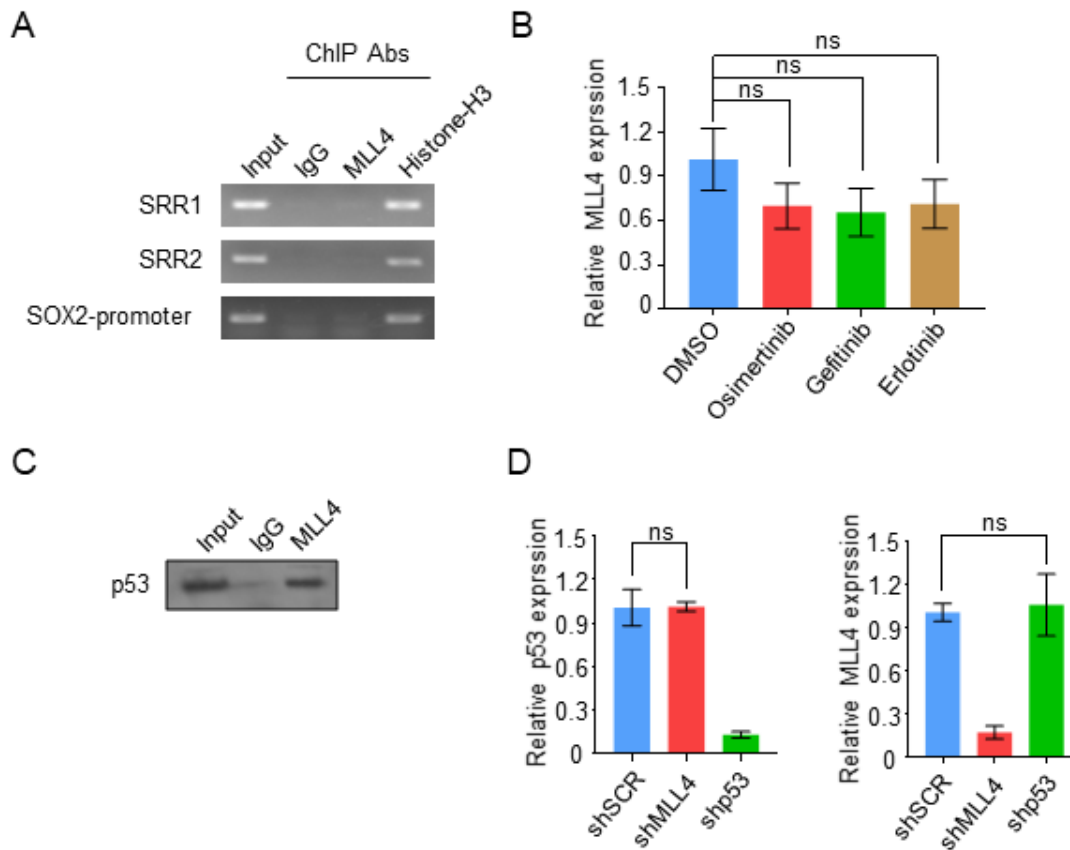 A
ChIP Abs
Input
IgG
MLL4
Histone-H3
SRR1
SRR2
SOX2-promoter
B
ns
ns
ns
Relative MLL4 exprssion
1.5
1.2
0.9
0.6
0.3
0
DMSO
Osimertinib
Gefitinib
Erlotinib
C
Input
IgG
MLL4
p53
D
ns
Relative p53 exprssion
1.5
1.2
0.9
0.6
0.3
0
shSCR
shMLL4
shp53
ns
Relative MLL4 exprssion
1.5
1.2
0.9
0.6
0.3
0
shSCR
shMLL4
shp53